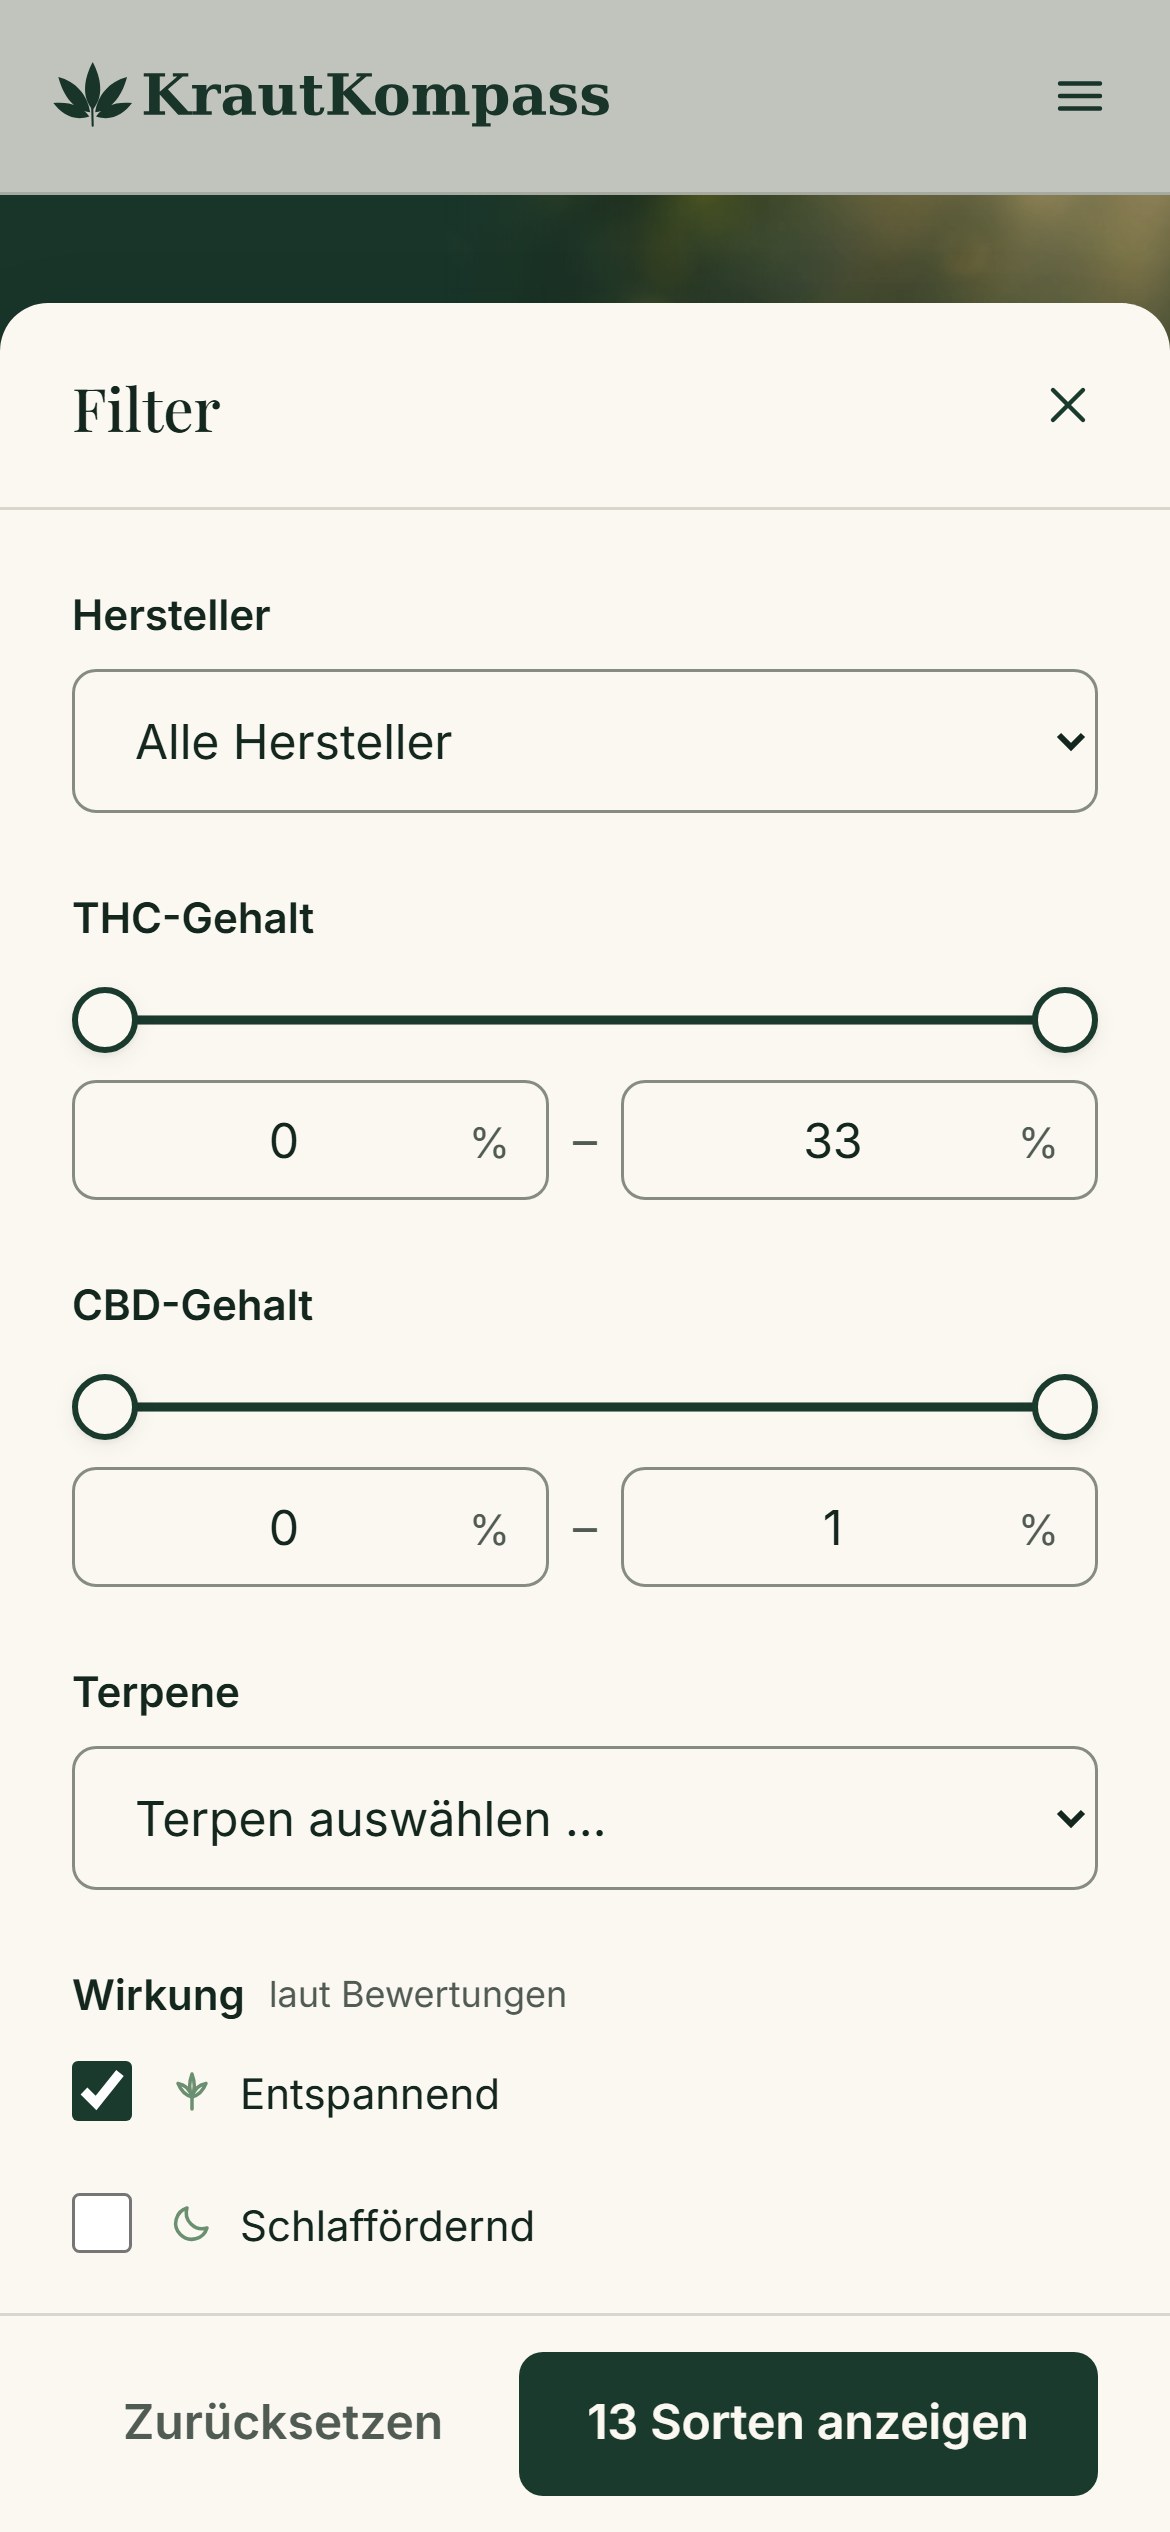 KrautKompass
Filter
Hersteller
Alle Hersteller
THC-Gehalt
0 % – 33 %
CBD-Gehalt
0 % – 1 %
Terpene
Terpen auswählen ...
Wirkung laut Bewertungen
Entspannend
Schlaffördernd
Zurücksetzen 13 Sorten anzeigen